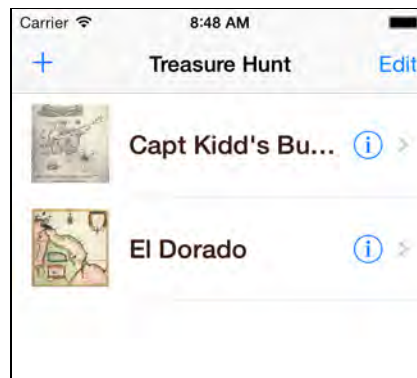 Carrier 8:48 AM
+ Treasure Hunt Edit
Capt Kidd's Bu... i >
El Dorado i >